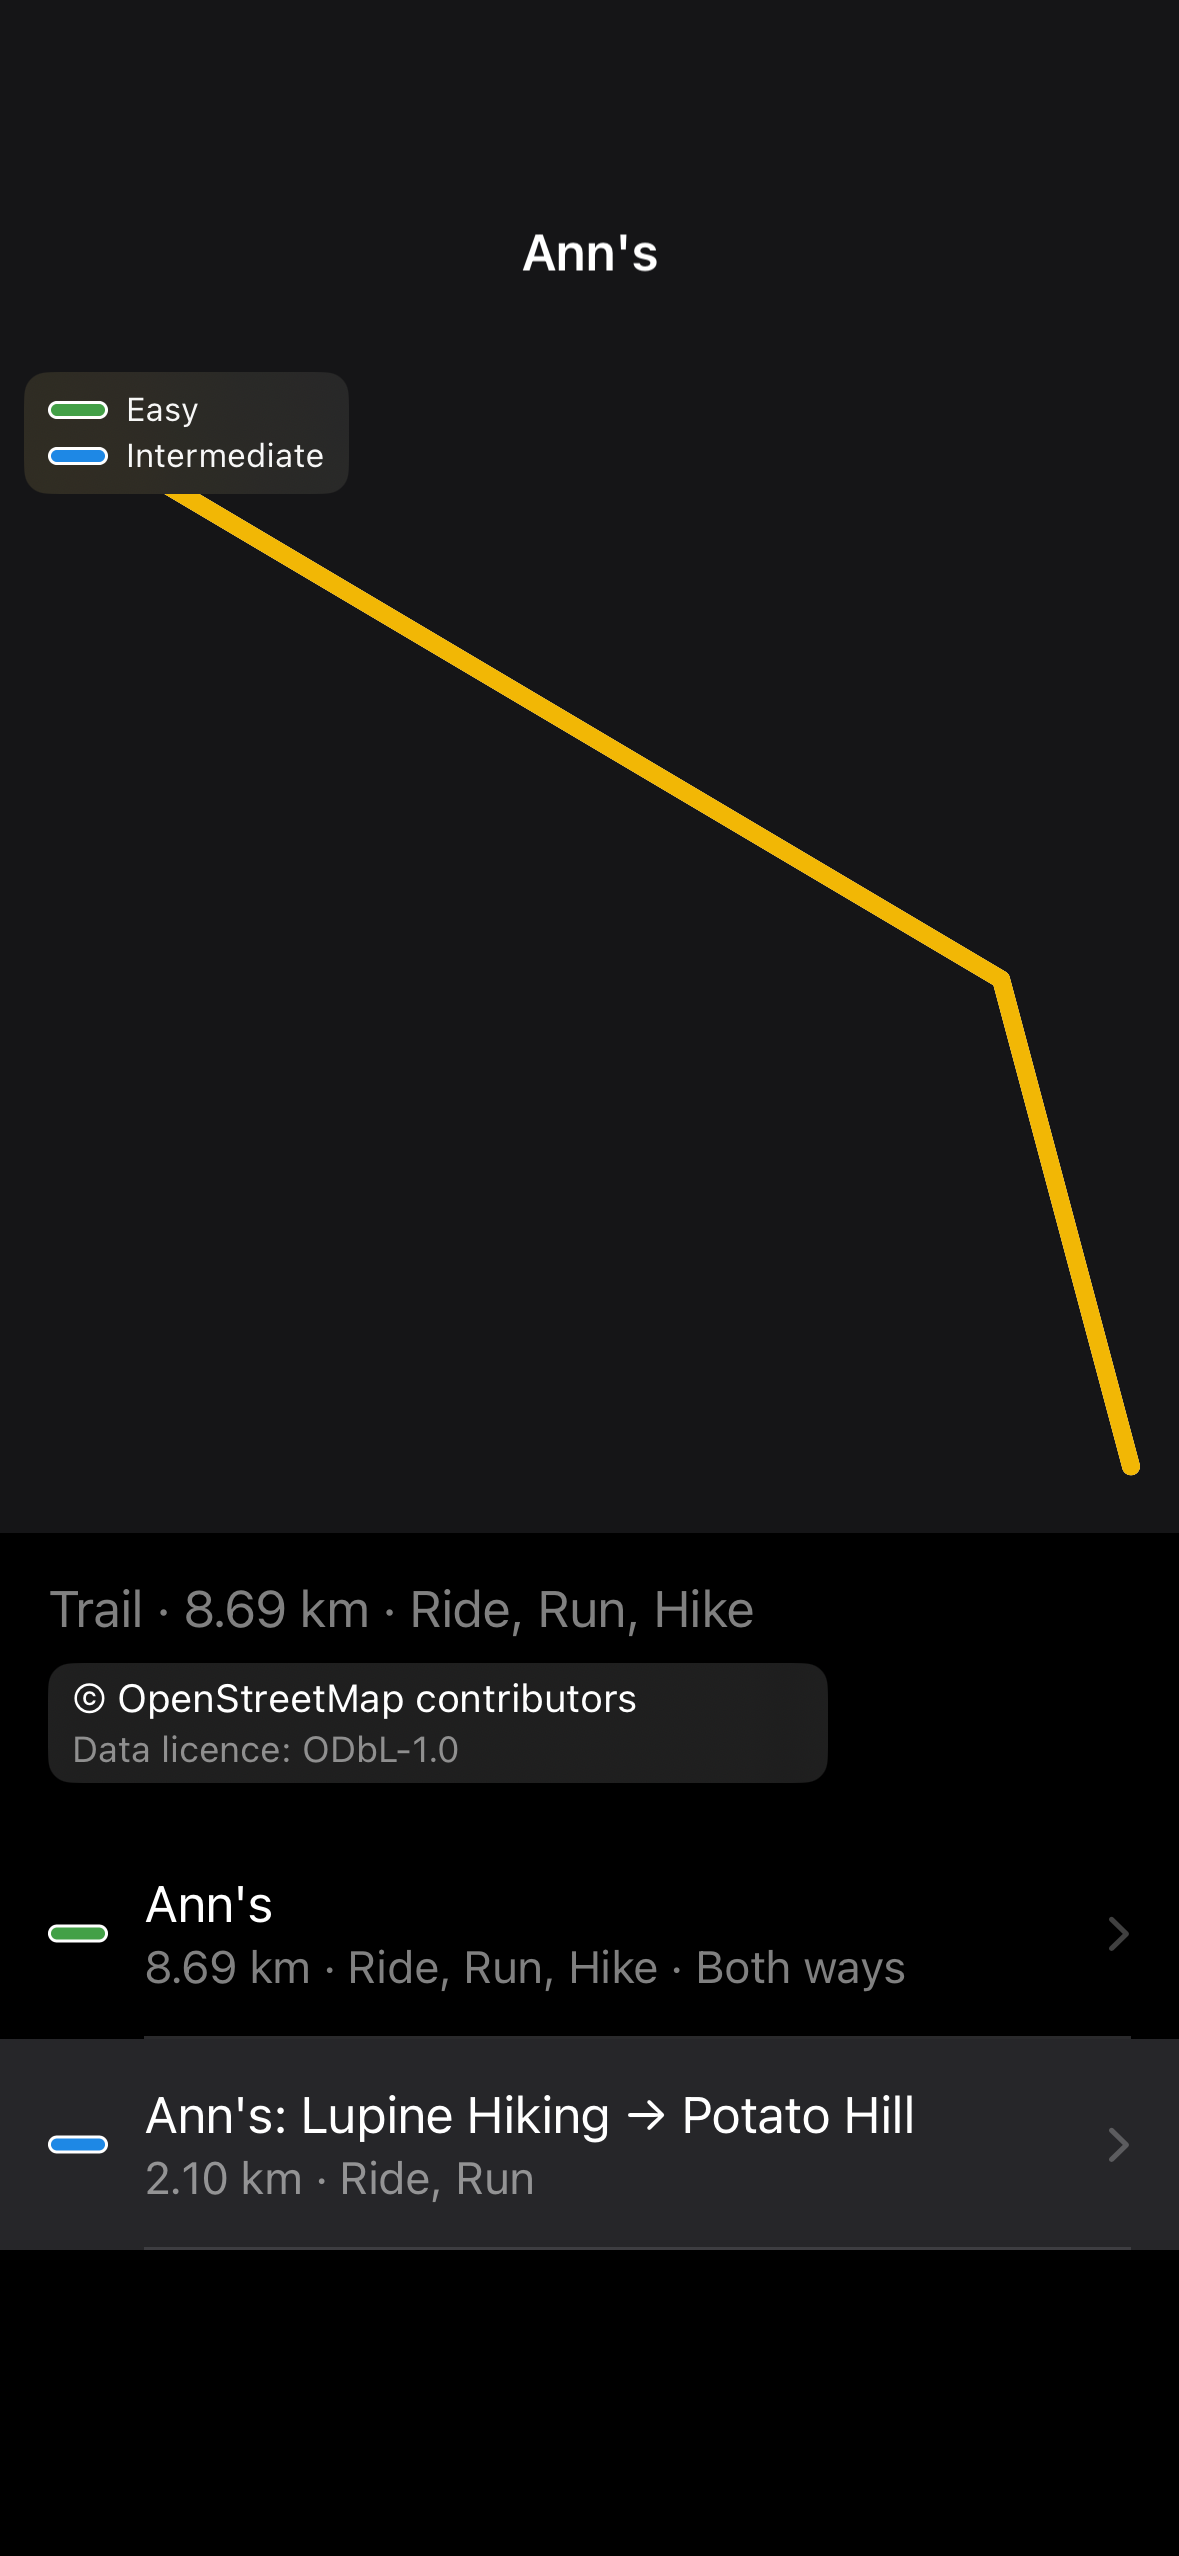 Ann's
Easy
Intermediate
Trail · 8.69 km · Ride, Run, Hike
© OpenStreetMap contributors
Data licence: ODbL-1.0
Ann's
8.69 km · Ride, Run, Hike · Both ways
Ann's: Lupine Hiking → Potato Hill
2.10 km · Ride, Run